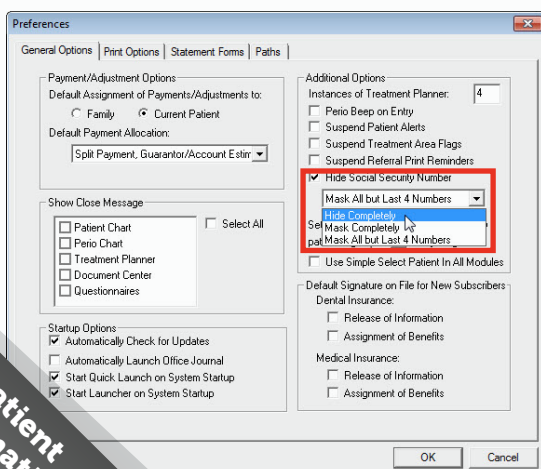 Preferences
General Options Print Options Statement Forms Paths
Payment/Adjustment Options
Default Assignment of Payments/Adjustments to:
Family Current Patient
Default Payment Allocation:
Split Payment, Guarantor/Account Estim
Show Close Message
Patient Chart
Perio Chart
Treatment Planner
Document Center
Questionnaires
Select All
Startup Options
Automatically Check for Updates
Automatically Launch Office Journal
Start Quick Launch on System Startup
Start Launcher on System Startup
Additional Options
Instances of Treatment Planner: 4
Perio Beep on Entry
Suspend Patient Alerts
Suspend Treatment Area Flags
Suspend Referral Print Reminders
Hide Social Security Number
Mask All but Last 4 Numbers
Hide Completely
Mask Completely
Mask All but Last 4 Numbers
Use Simple Select Patient In All Modules
Default Signature on File for New Subscribers
Dental Insurance:
Release of Information
Assignment of Benefits
Medical Insurance:
Release of Information
Assignment of Benefits
OK Cancel